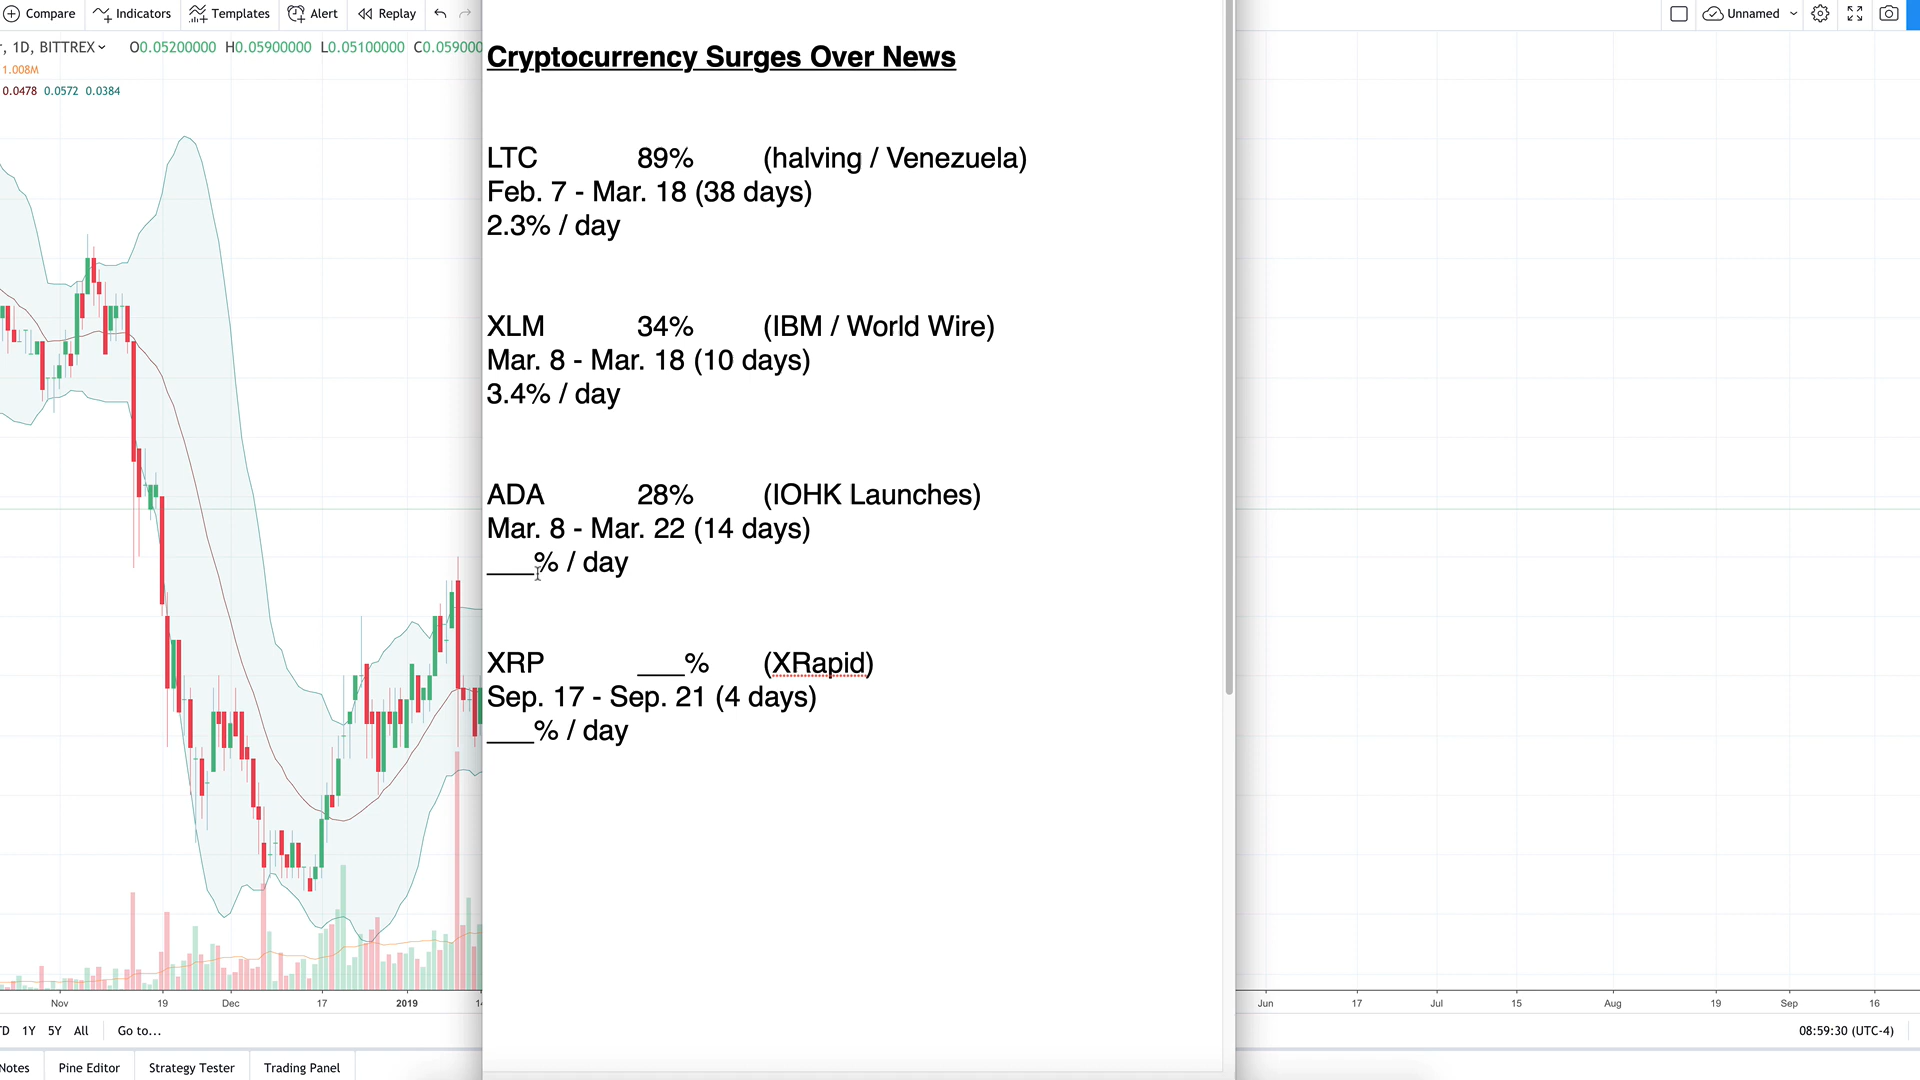 Compare Indicators Templates Alert Replay Unnamed
, 1D, BITTREX O0.05200000 H0.05900000 L0.05100000 C0.05900
1.008M
0.0478 0.0572 0.0384
Cryptocurrency Surges Over News
LTC 89% (halving / Venezuela)
Feb. 7 - Mar. 18 (38 days)
2.3% / day
XLM 34% (IBM / World Wire)
Mar. 8 - Mar. 18 (10 days)
3.4% / day
ADA 28% (IOHK Launches)
Mar. 8 - Mar. 22 (14 days)
___% / day
XRP ___% (XRapid)
Sep. 17 - Sep. 21 (4 days)
___% / day
Nov 19 Dec 17 2019 14 Jun 17 Jul 15 Aug 19 Sep 16
TD 1Y 5Y All Go to... 08:59:30 (UTC-4)
Notes Pine Editor Strategy Tester Trading Panel